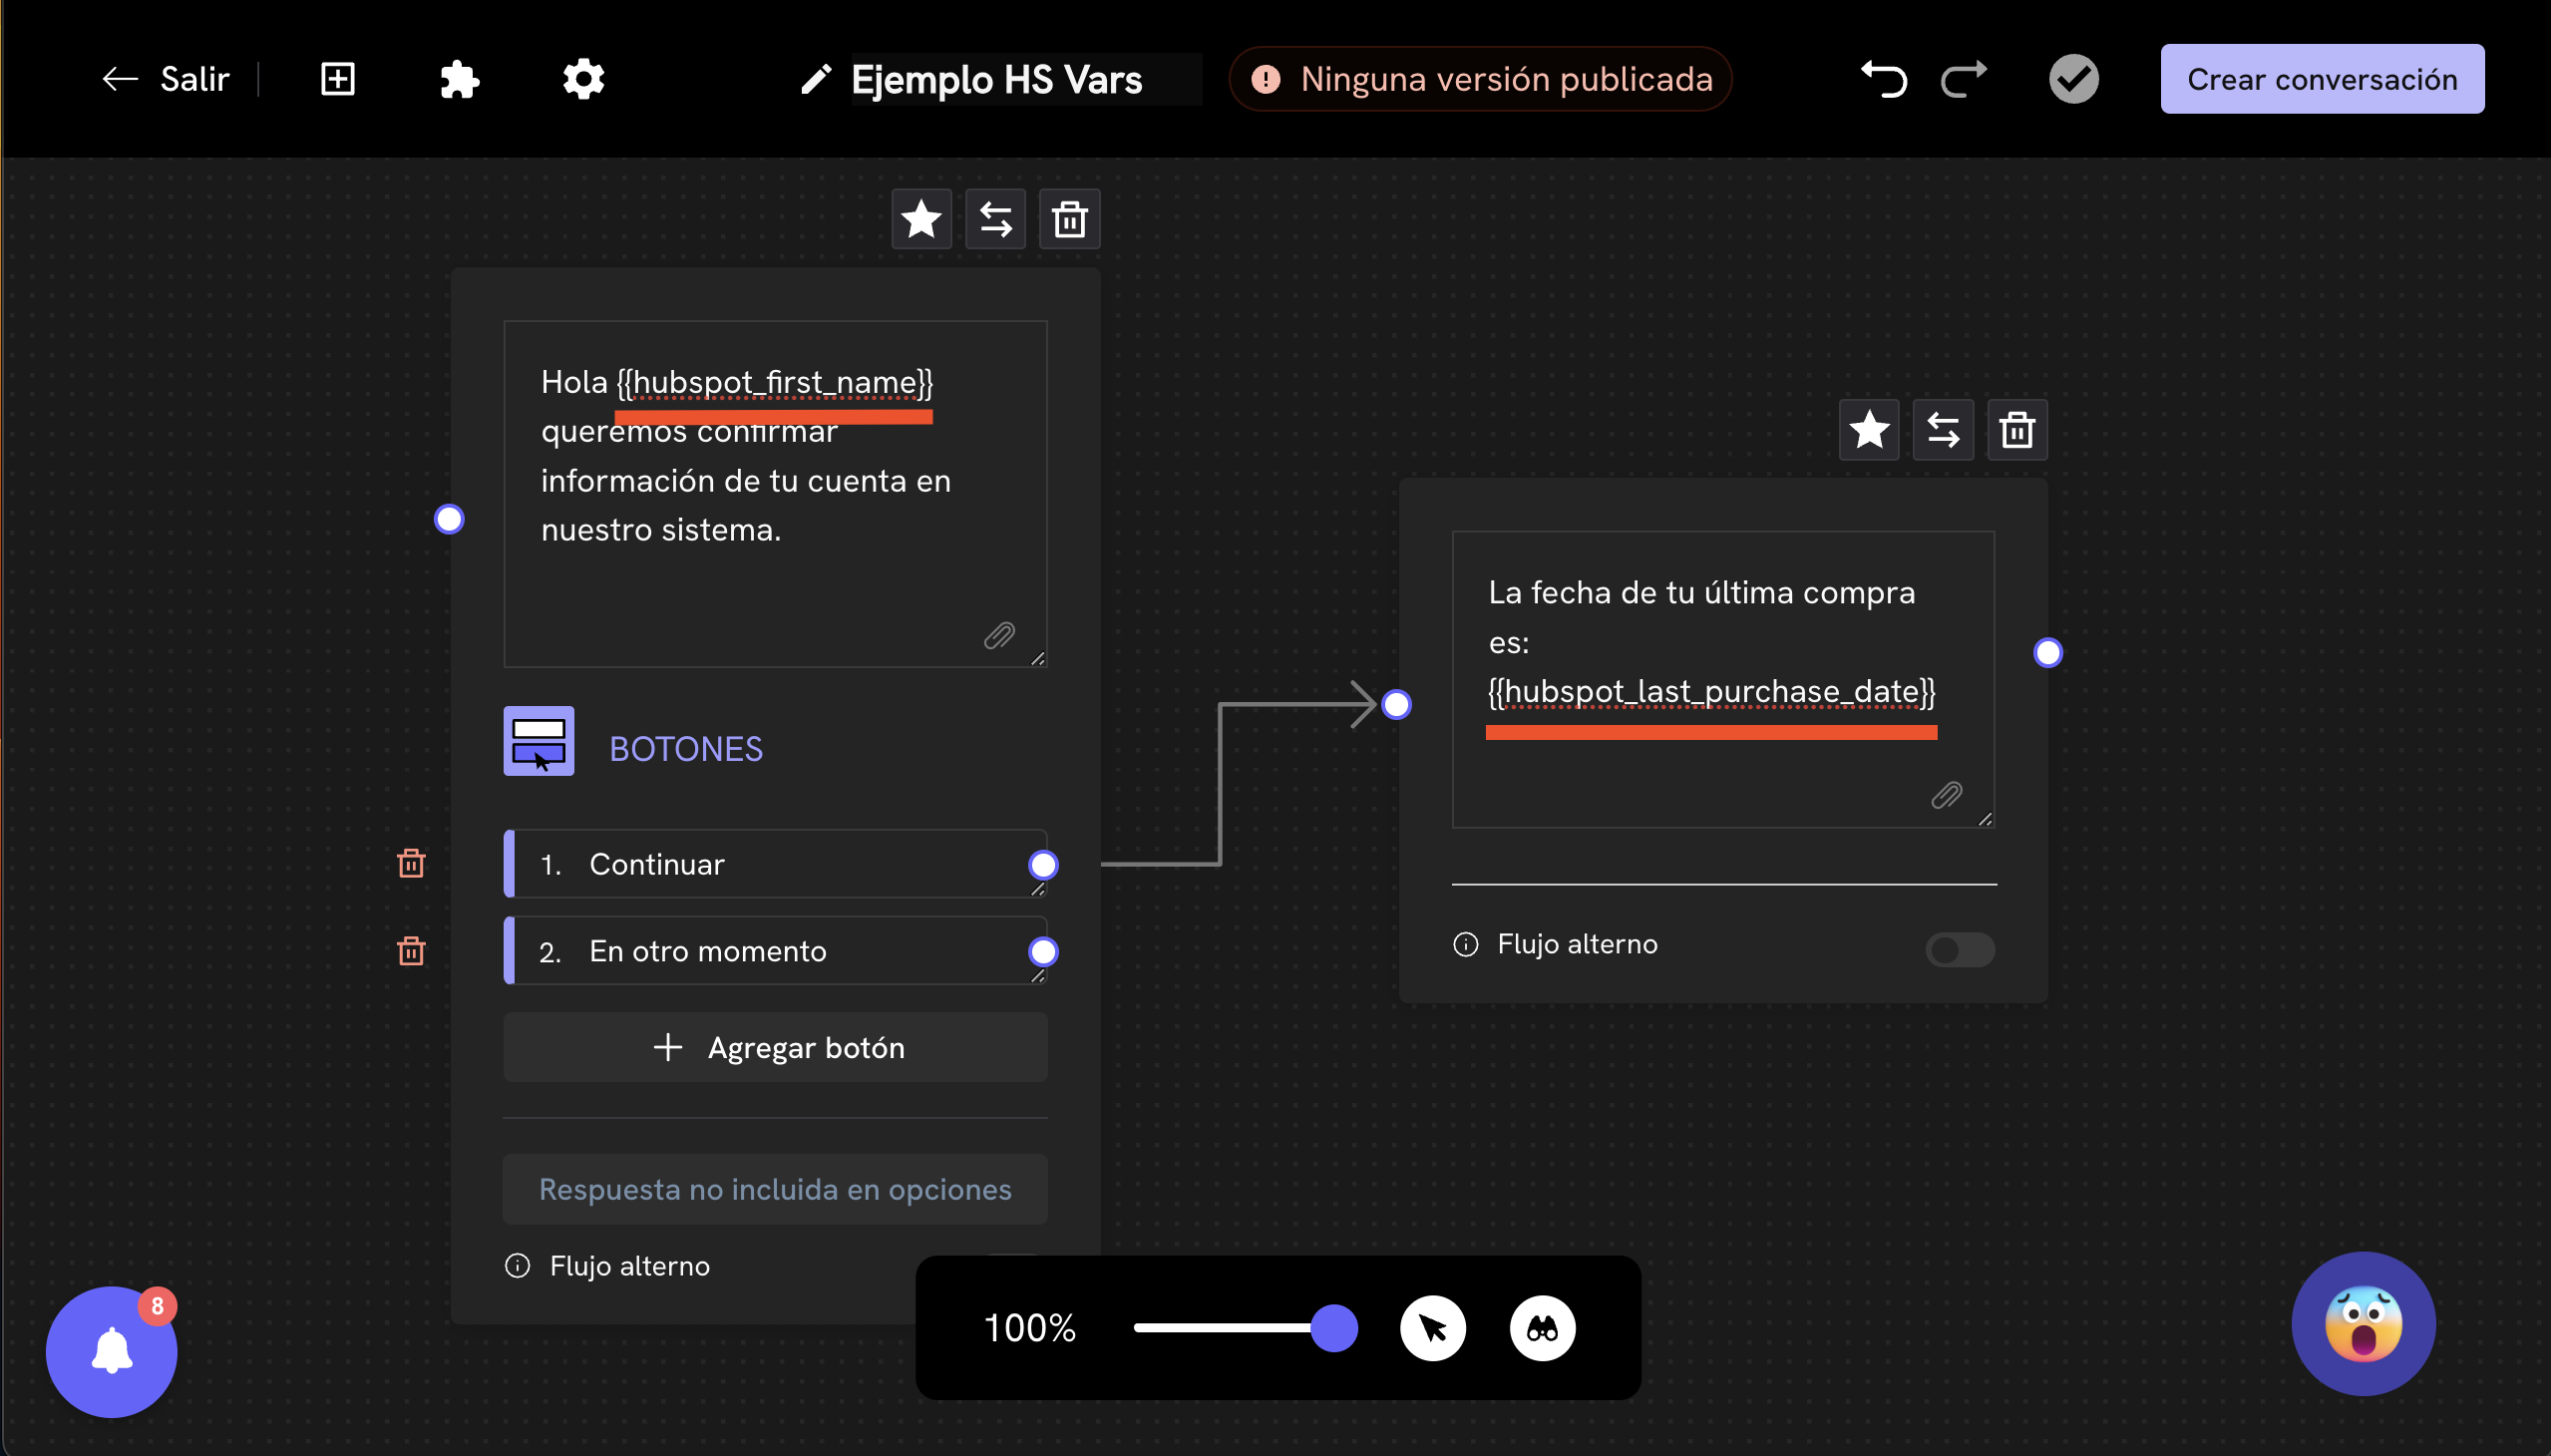 Salir
Ejemplo HS Vars
Ninguna versión publicada
Crear conversación
Hola {{hubspot_first_name}}
queremos confirmar
información de tu cuenta en
nuestro sistema.
BOTONES
1. Continuar
2. En otro momento
Agregar botón
Respuesta no incluida en opciones
Flujo alterno
La fecha de tu última compra
es:
{{hubspot_last_purchase_date}}
Flujo alterno
8
100%